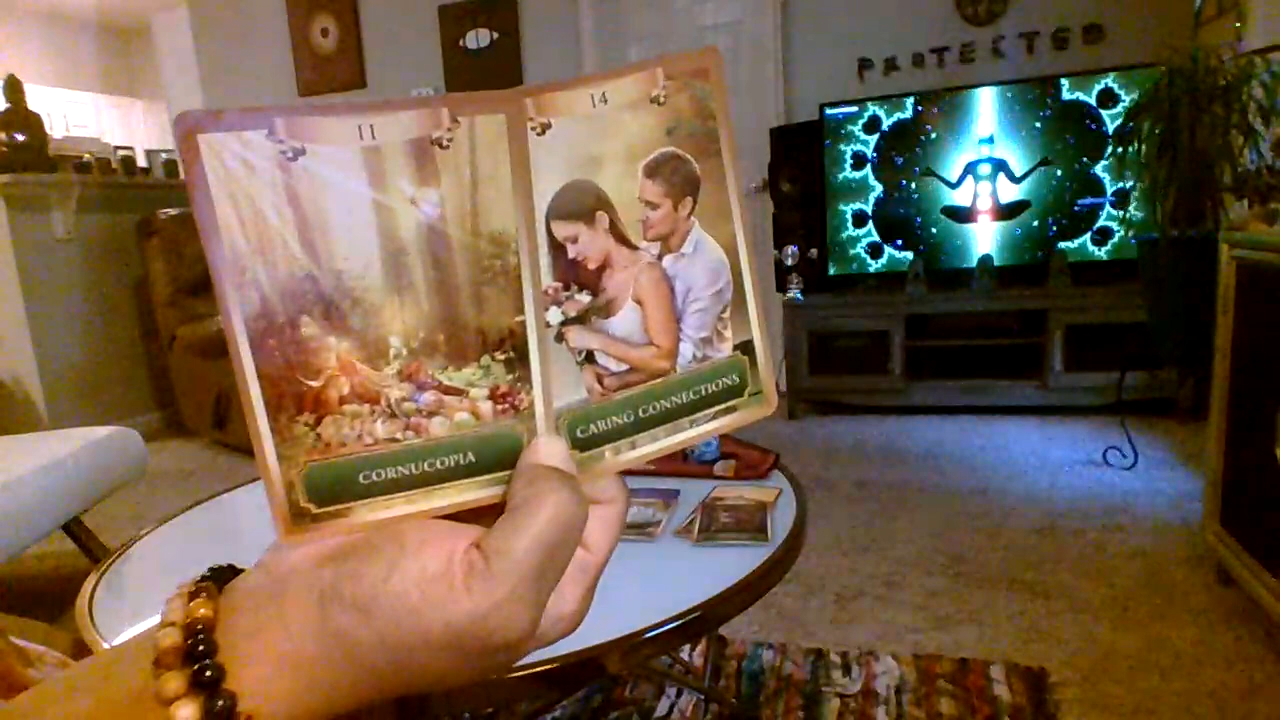 11
14
PROTECTED
CORNUCOPIA
CARING CONNECTIONS